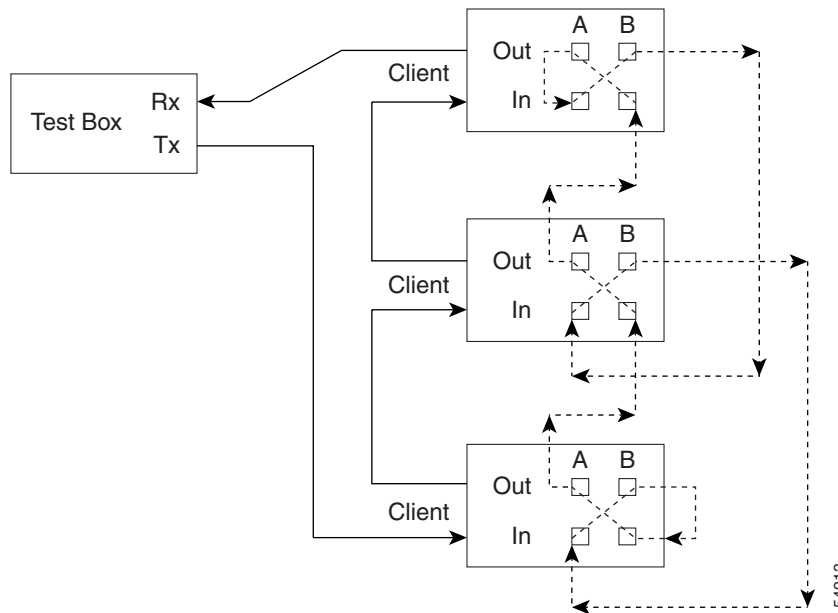 A B
Out
Client
In
Rx
Test Box
Tx
A B
Out
Client
In
A B
Out
Client
In